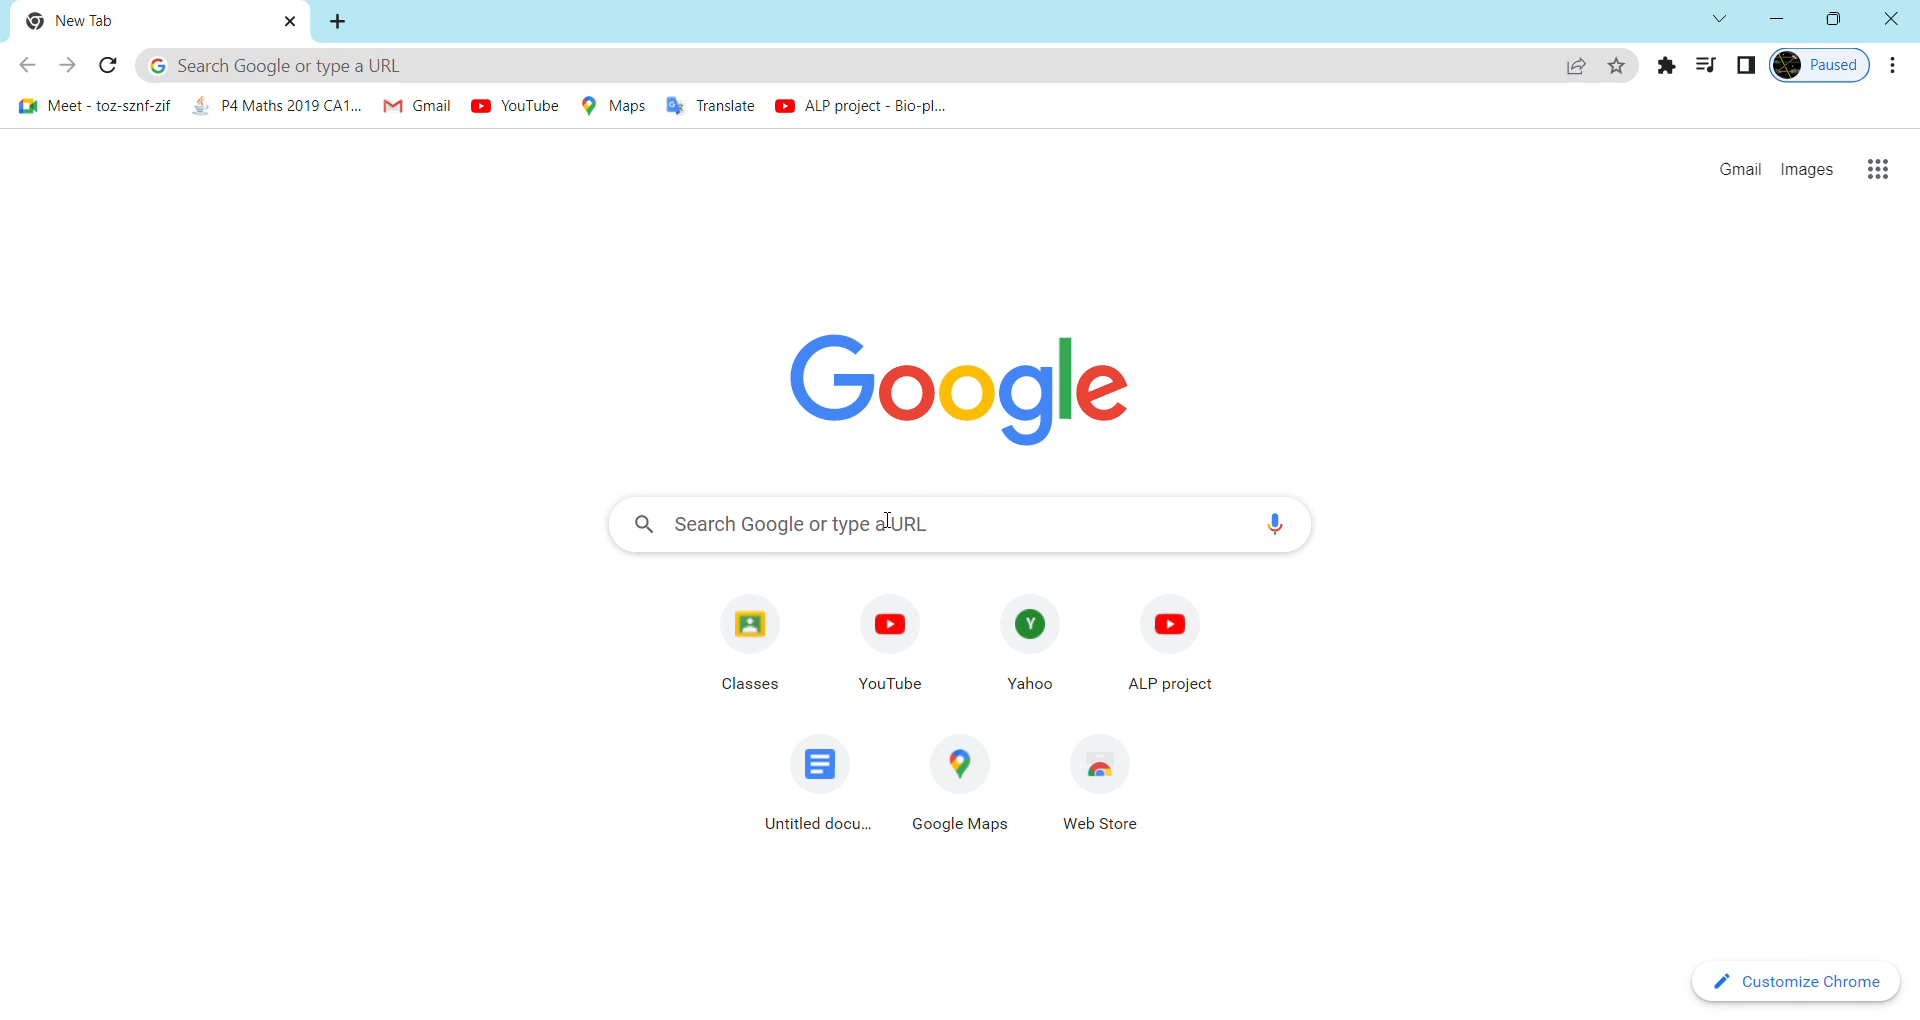 New Tab
Search Google or type a URL
Paused
Meet - toz-sznf-zif P4 Maths 2019 CA1... Gmail YouTube Maps Translate ALP project - Bio-pl...
Gmail Images
Google
Search Google or type a URL
Classes YouTube Y Yahoo ALP project
Untitled docu... Google Maps Web Store
Customize Chrome